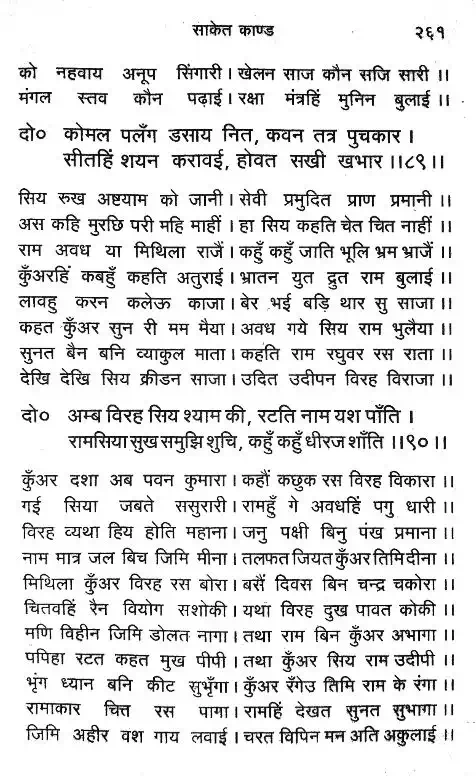 साकेत काण्ड २६१
को नहवाय अनूप सिंगारी। खेलन साज कौन सजि सारी ।।
मंगल स्तव कौन पढ़ाई। रक्षा मंत्रहिं मुनिन बुलाई ।।
दो० कोमल पलँग डसाय नित, कवन तत्र पुचकार ।
सीतहिं शयन करावई, होवत सखी खभार ।।८९।।
सिय रुख अष्टयाम को जानी। सेवी प्रमुदित प्राण प्रमानी ।।
अस कहि मुरछि परी महि माहीं। हा सिय कहति चेत चित नाहीं ।।
राम अवध या मिथिला राजैं। कहुँ कहुँ जाति भूलि भ्रम भ्राजैं ।।
कुँअरहिं कबहुँ कहति अतुराई। भ्रातन युत द्रुत राम बुलाई ।।
लावहु करन कलेऊ काजा। बेर भई बड़ि थार सु साजा ।।
कहत कुँअर सुन री मम मैया। अवध गये सिय राम भुलैया ।।
सुनत बैन बनि व्याकुल माता। कहति राम रघुवर रस राता ।।
देखि देखि सिय क्रीडन साजा। उदित उदीपन विरह विराजा ।।
दो० अम्ब विरह सिय श्याम की, रटति नाम यश पाँति ।
रामसिया सुख समुझि शुचि, कहुँ कहुँ धीरज शाँति ।।९०।।
कुँअर दशा अब पवन कुमारा। कहौं कछुक रस विरह विकारा ।।
गई सिया जबते ससुरारी। रामहुँ गे अवधहिं पगु धारी ।।
विरह व्यथा हिय होति महाना। जनु पक्षी बिनु पंख प्रमाना ।।
नाम मात्र जल बिच जिमि मीना। तलफत जियत कुँअर तिमि दीना ।।
मिथिला कुँअर विरह रस बोरा। बसैं दिवस बिन चन्द्र चकोरा ।।
चितवहिं रैन वियोग सशोकी। यथा विरह दुख पावत कोकी ।।
मणि विहीन जिमि डोलत नागा। तथा राम बिन कुँअर अभागा ।।
पपिहा रटत कहत मुख पीपी। तथा कुँअर सिय राम उदीपी ।।
भृंग ध्यान बनि कीट सुभृँगा। कुँअर रँगेउ तिमि राम के रंगा ।।
रामाकार चित्त रस पागा। रामहिं देखत सुनत सुभागा ।।
जिमि अहीर वश गाय लवाई। चरत विपिन मन अति अकुलाई ।।